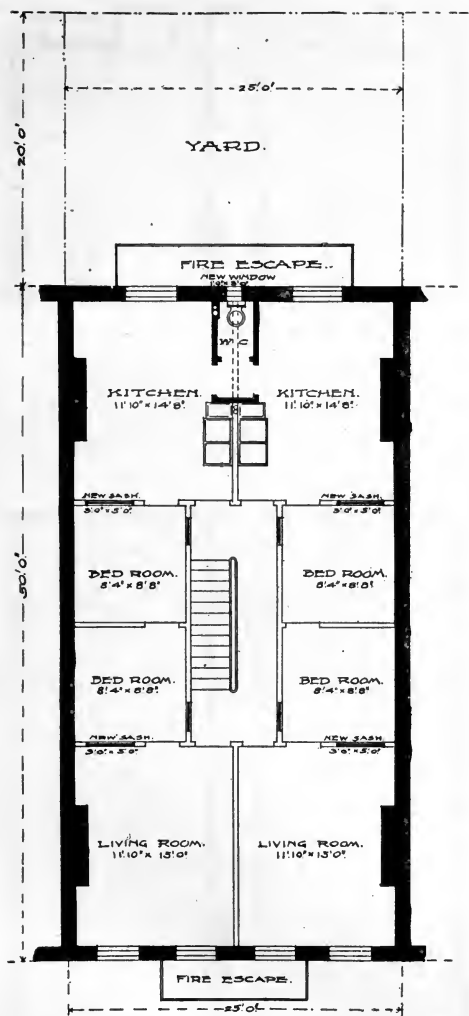 25'.0"
20'.0"
YARD.
FIRE ESCAPE..
NEW WINDOW
W C
KITCHEN.
11'.10" × 14'8"
KITCHEN.
11'.10" × 14'8"
NEW SASH.
3'.0" × 5'.0"
NEW SASH.
3'.0" × 5'.0"
BED ROOM.
8'.4" × 8'8"
BED ROOM.
8'.4" × 8'8"
50'.0"
BED ROOM.
8'.4" × 8'8"
BED ROOM.
8'.4" × 8'8"
NEW SASH.
3'.0" × 5'.0"
NEW SASH.
3'.0" × 5'.0"
LIVING ROOM.
11'.10" × 15'.0"
LIVING ROOM.
11'.10" × 15'.0"
FIRE ESCAPE.
25'.0"